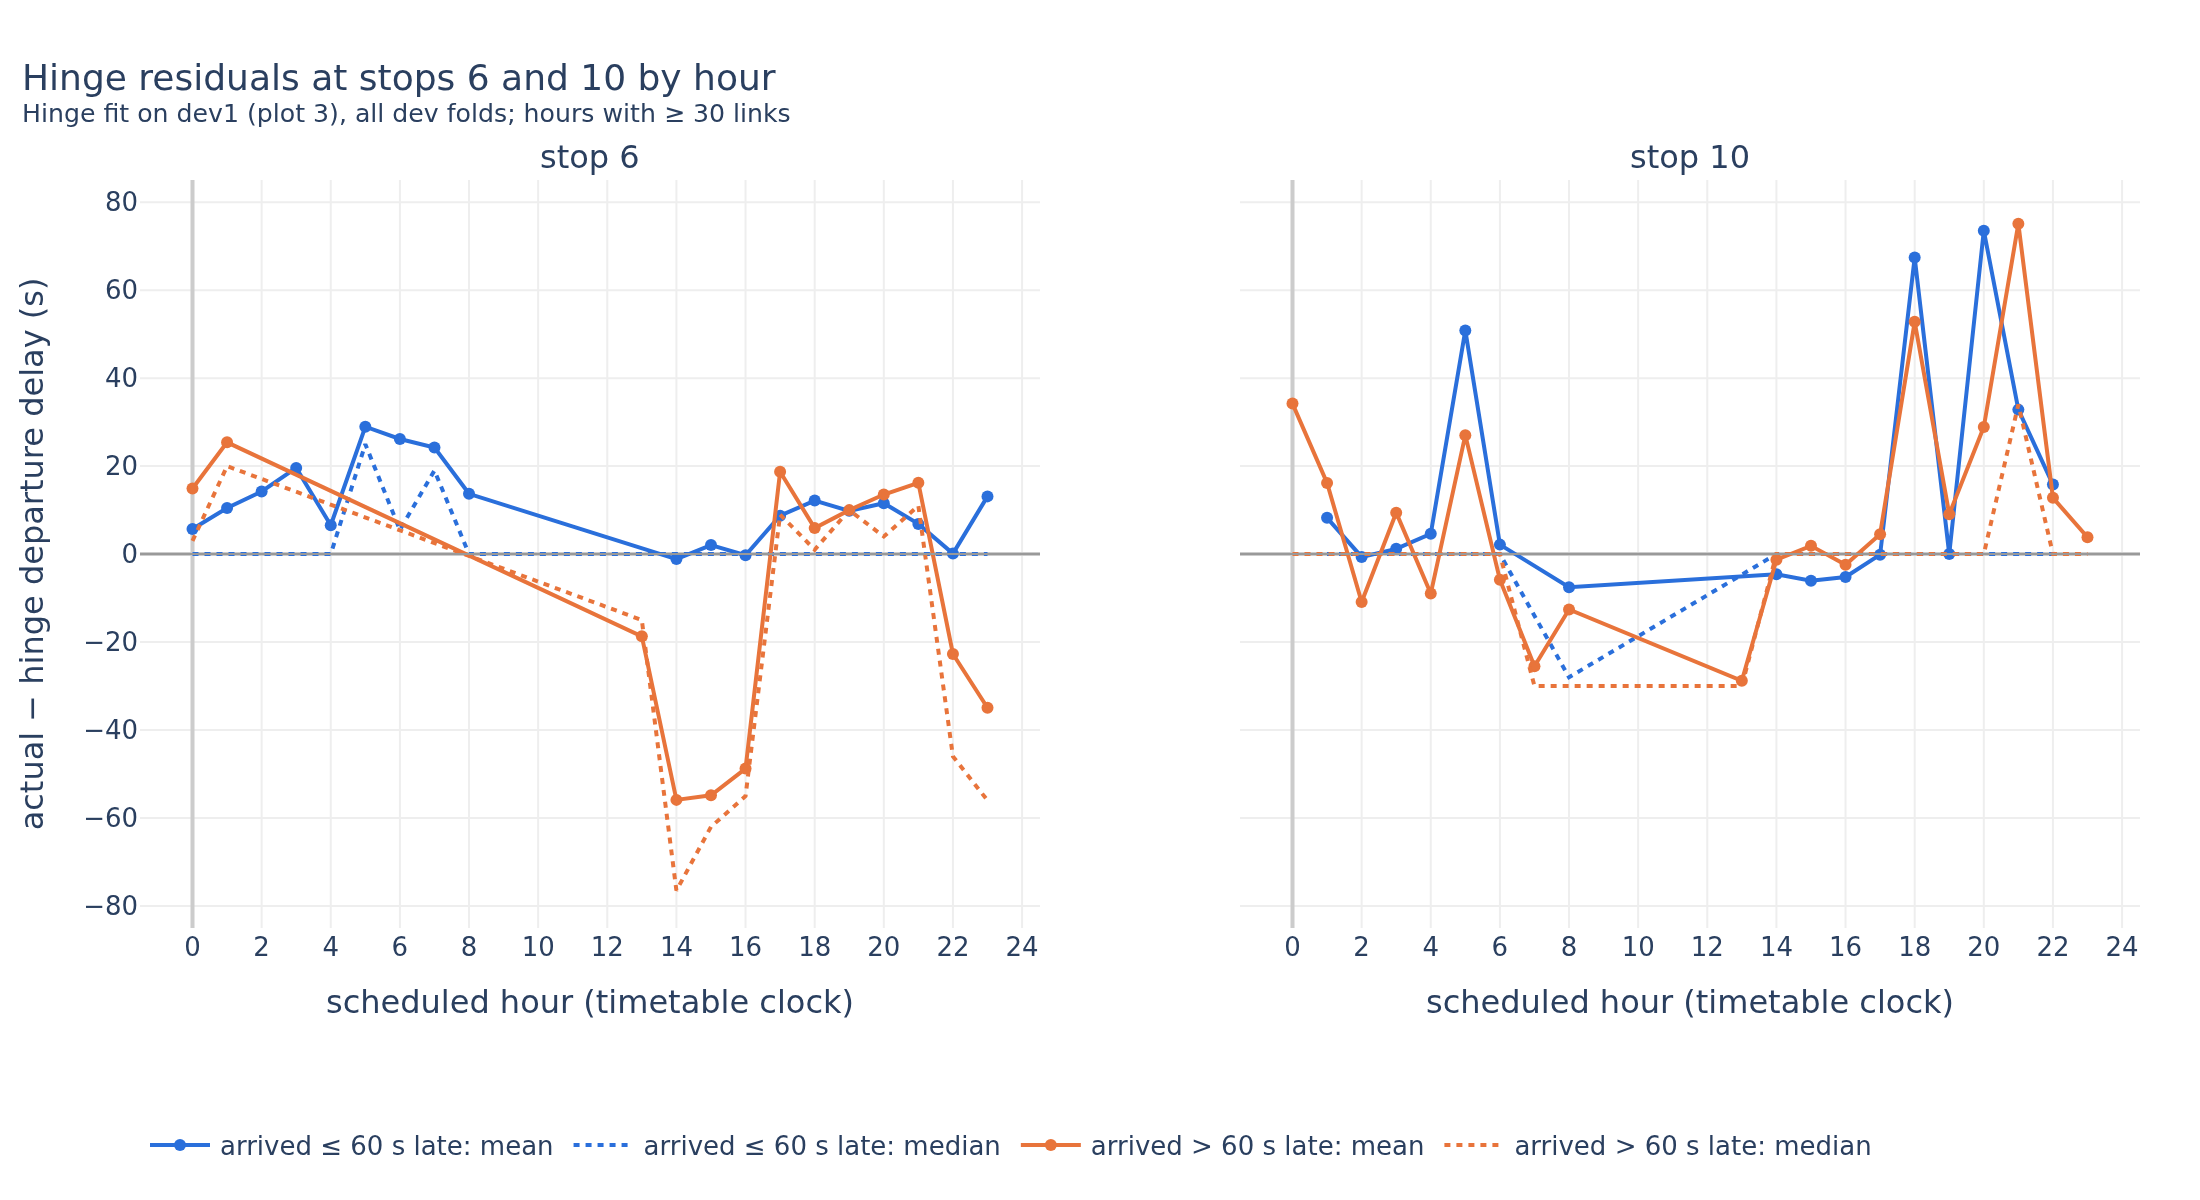 Hinge residuals at stops 6 and 10 by hour
Hinge fit on dev1 (plot 3), all dev folds; hours with ≥ 30 links
stop 6
stop 10
actual − hinge departure delay (s)
80
60
40
20
0
−20
−40
−60
−80
0 2 4 6 8 10 12 14 16 18 20 22 24
0 2 4 6 8 10 12 14 16 18 20 22 24
scheduled hour (timetable clock)
scheduled hour (timetable clock)
arrived ≤ 60 s late: mean
arrived ≤ 60 s late: median
arrived > 60 s late: mean
arrived > 60 s late: median